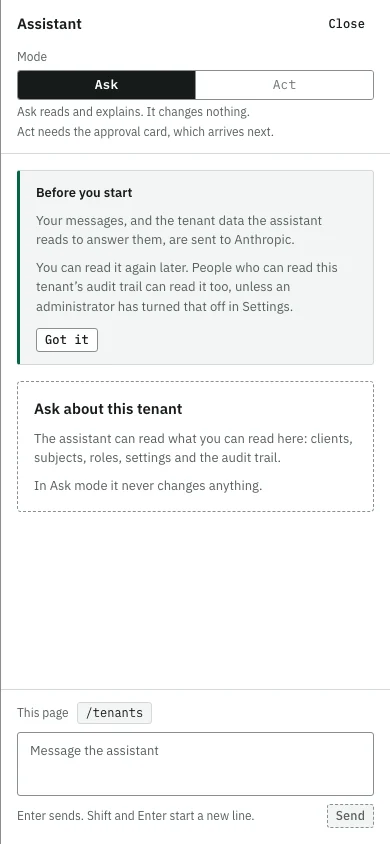 Assistant
Close
Mode
Ask
Act
Ask reads and explains. It changes nothing.
Act needs the approval card, which arrives next.
Before you start
Your messages, and the tenant data the assistant
reads to answer them, are sent to Anthropic.
You can read it again later. People who can read this
tenant’s audit trail can read it too, unless an
administrator has turned that off in Settings.
Got it
Ask about this tenant
The assistant can read what you can read here: clients,
subjects, roles, settings and the audit trail.
In Ask mode it never changes anything.
This page
/tenants
Message the assistant
Enter sends. Shift and Enter start a new line.
Send